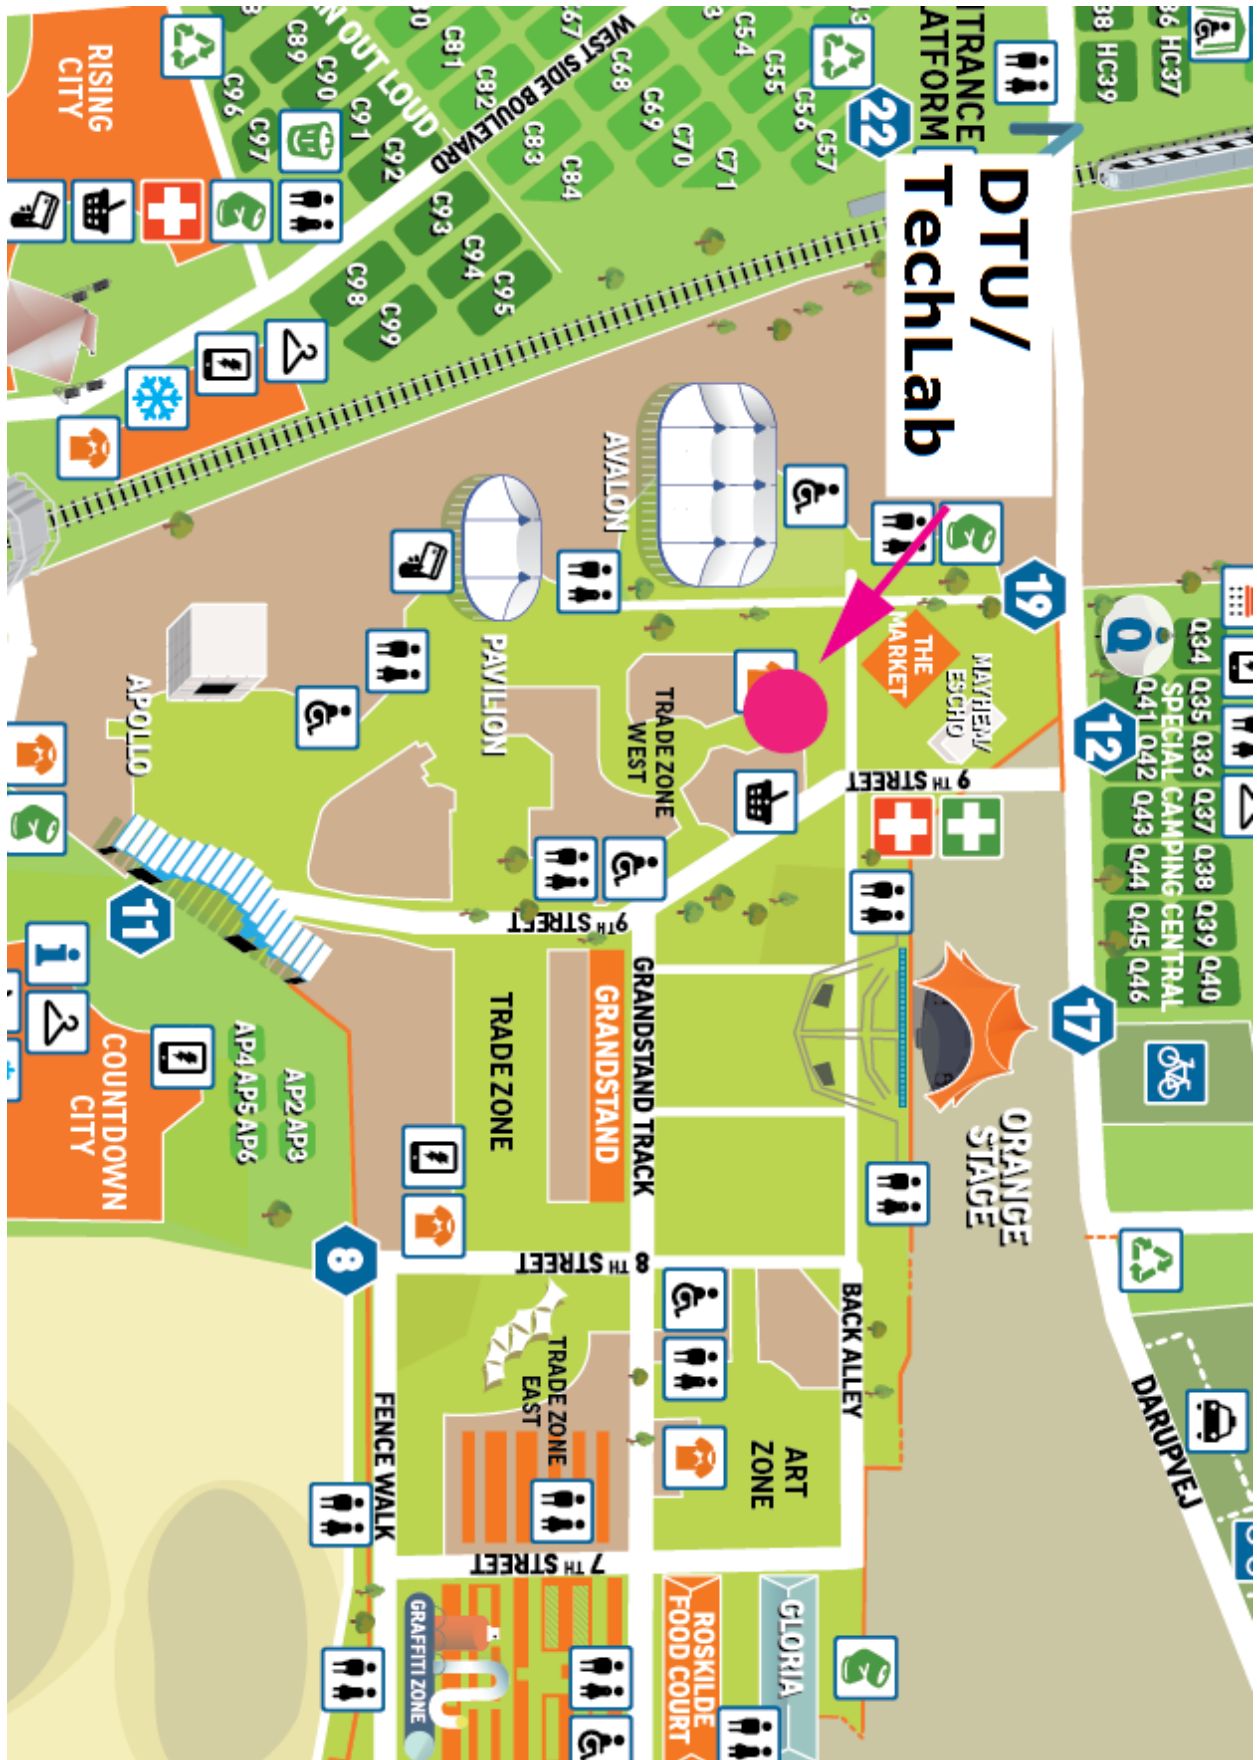 RISING
CITY
C96
C97
C89
C90
C91
C92
N OUT LOUD
C81
C82
C83
C84
WEST SIDE BOULEVARD
C67
C68
C69
C70
C71
C54
C55
C56
C57
C93
C94
C95
C98
C99
22
NTRANCE
ATFORM
HC39
HC37
DTU /
TechLab
AVALON
PAVILION
APOLLO
19
THE
MARKET
MAYHEM/
ESCHO
TRADE ZONE
WEST
9TH STREET
12
Q
Q34
Q35
Q36
Q37
Q38
Q39
Q40
Q41
Q42
Q43
Q44
Q45
Q46
SPECIAL CAMPING CENTRAL
11
9TH STREET
17
TRADE ZONE
GRANDSTAND
GRANDSTAND TRACK
ORANGE
STAGE
COUNTDOWN
CITY
AP4 AP5 AP6
AP2 AP3
8
8TH STREET
BACK ALLEY
DARUPVEJ
TRADE ZONE
EAST
FENCE WALK
ART
ZONE
7TH STREET
GRAFFITI ZONE
ROSKILDE
FOOD COURT
GLORIA